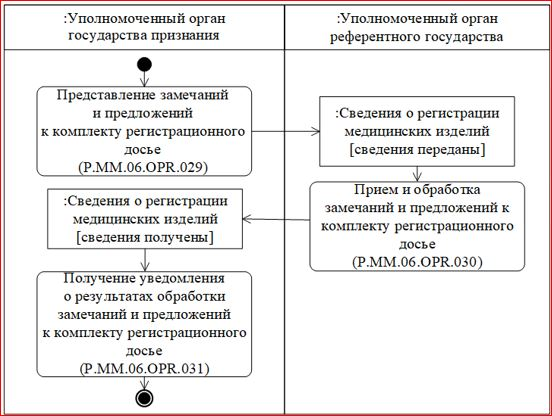 :Уполномоченный орган
государства признания
:Уполномоченный орган
референтного государства
Представление замечаний
и предложений
к комплекту регистрационного
досье
(P.MM.06.OPR.029)
:Сведения о регистрации
медицинских изделий
[сведения переданы]
Прием и обработка
замечаний и предложений к
комплекту регистрационного
досье
(P.MM.06.OPR.030)
:Сведения о регистрации
медицинских изделий
[сведения получены]
Получение уведомления
о результатах обработки
замечаний и предложений
к комплекту регистрационного
досье
(P.MM.06.OPR.031)